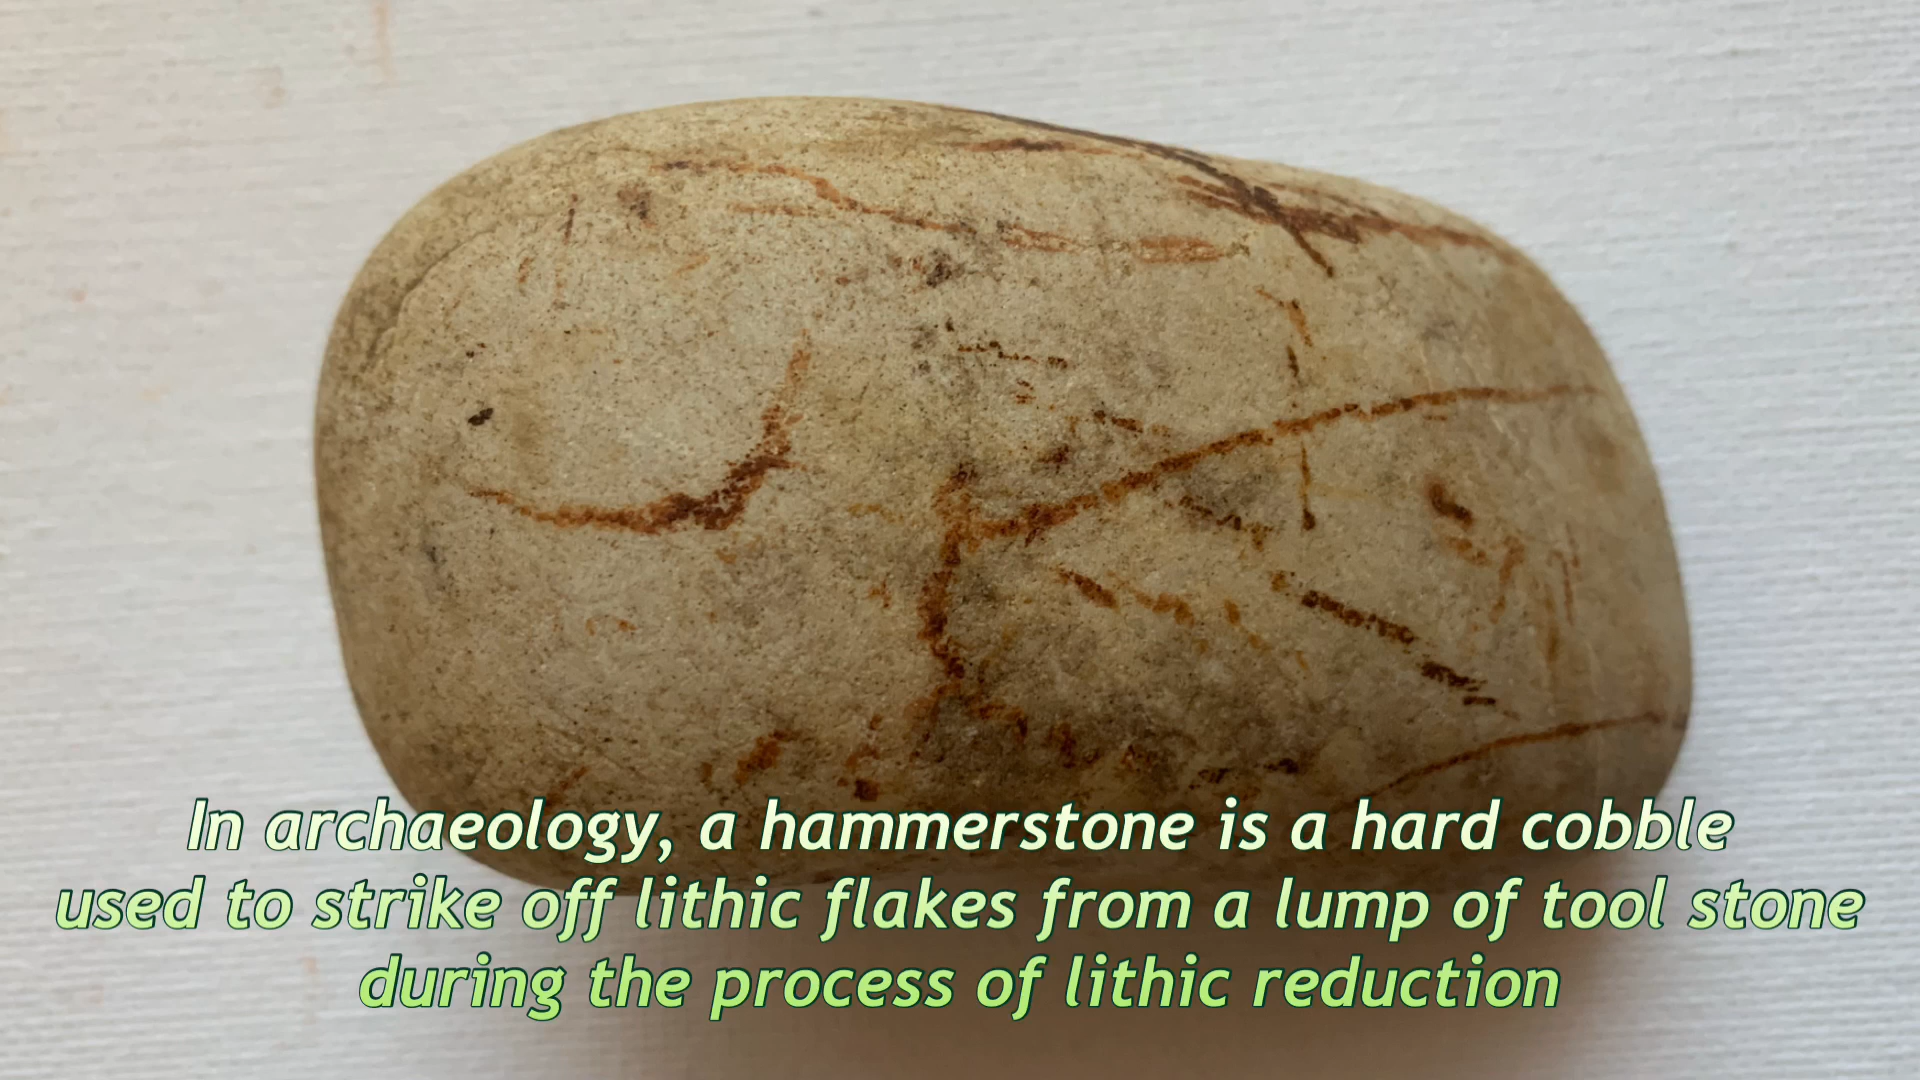 In archaeology, a hammerstone is a hard cobble
used to strike off lithic flakes from a lump of tool stone
during the process of lithic reduction